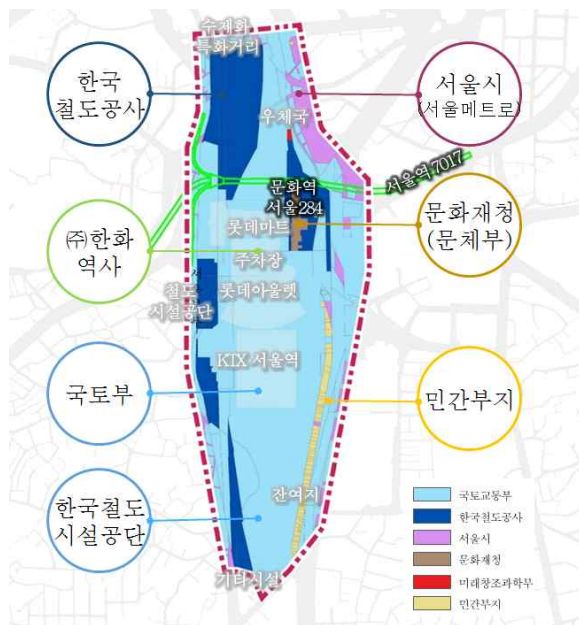 수제화
특화거리
한국
철도공사
서울시
(서울메트로)
우체국
서울역 7017
문화역
서울284
문화재청
(문체부)
롯데마트
㈜한화
역사
주차장
철도
시설공단
롯데아울렛
KTX 서울역
국토부
민간부지
잔여지
한국철도
시설공단
기타시설
국토교통부
한국철도공사
서울시
문화재청
미래창조과학부
민간부지